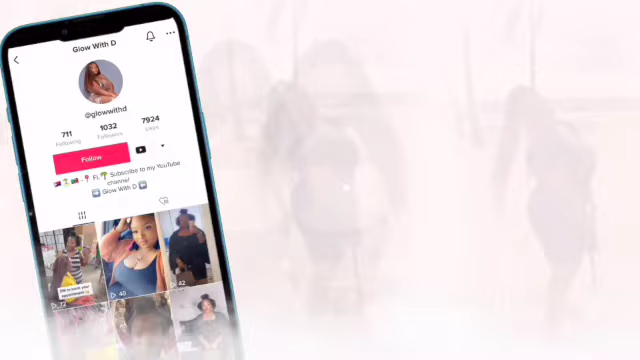 Glow With D
@glowwithd
711 1032 7924
Following Followers Likes
Follow
FL Subscribe to my YouTube
channel
Glow With D
72
40
42